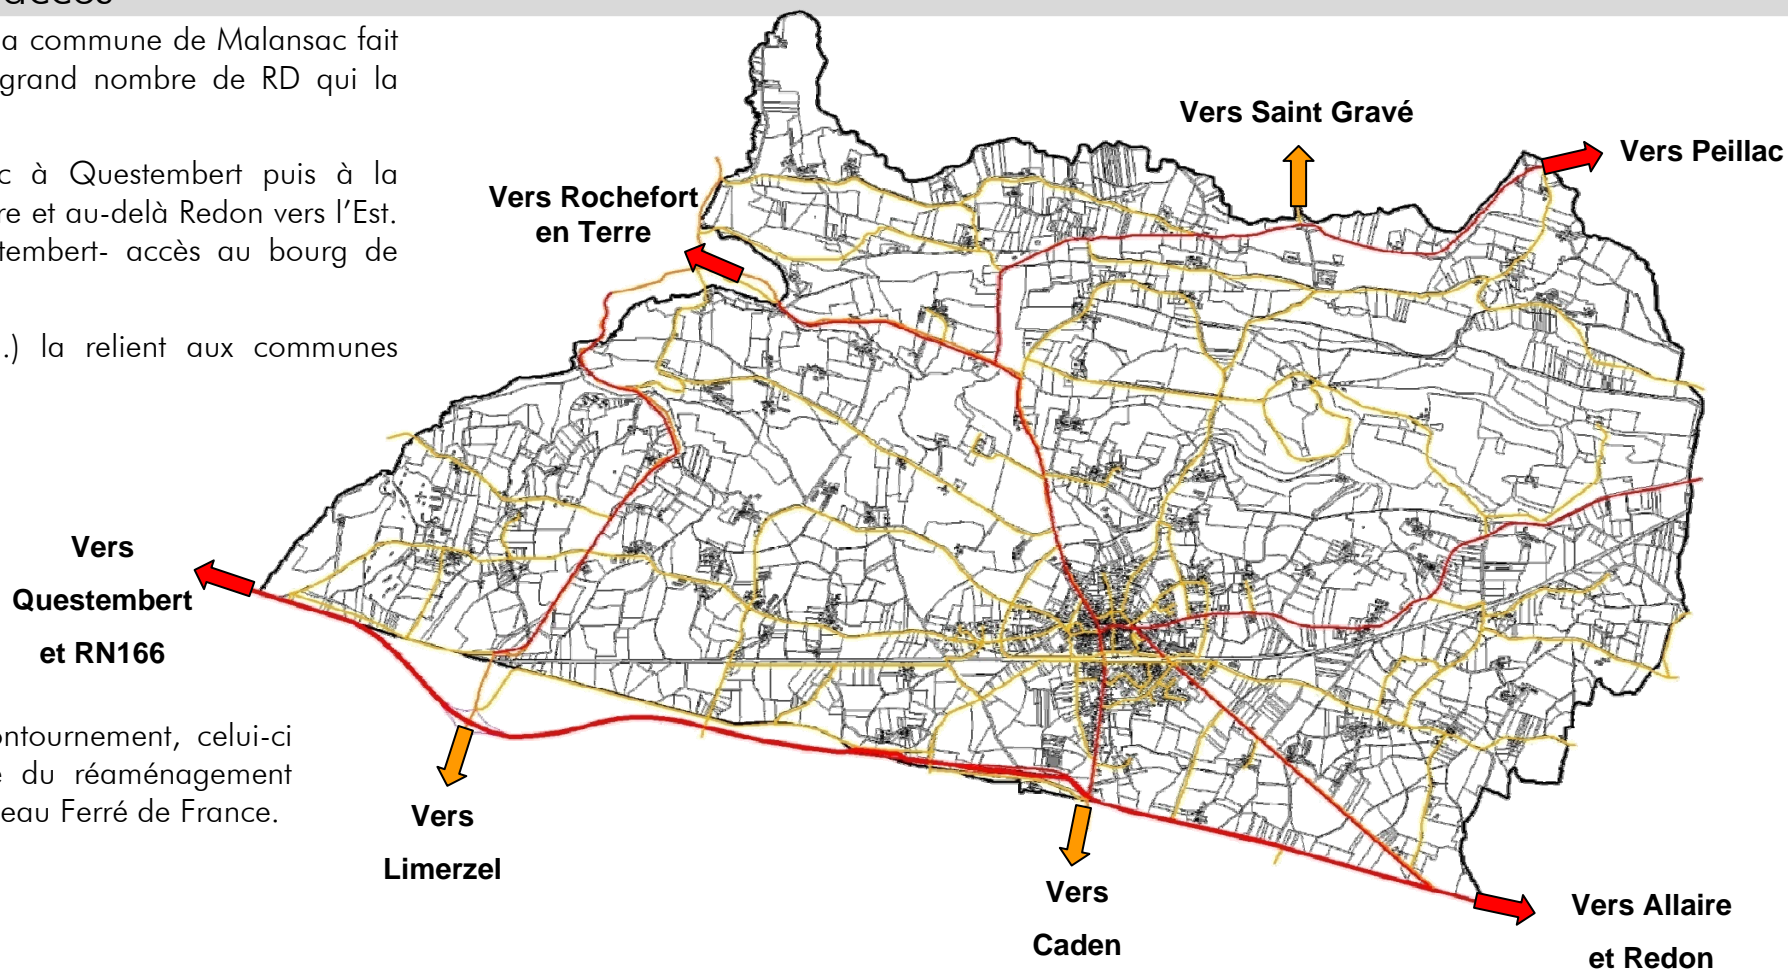 accès
a commune de Malansac fait
grand nombre de RD qui la
c à Questembert puis à la
re et au-delà Redon vers l'Est.
tembert- accès au bourg de
.) la relient aux communes
ontournement, celui-ci
e du réaménagement
eau Ferré de France.
Vers Saint Gravé
Vers Peillac
Vers Rochefort
en Terre
Vers
Questembert
et RN166
Vers
Limerzel
Vers
Caden
Vers Allaire
et Redon